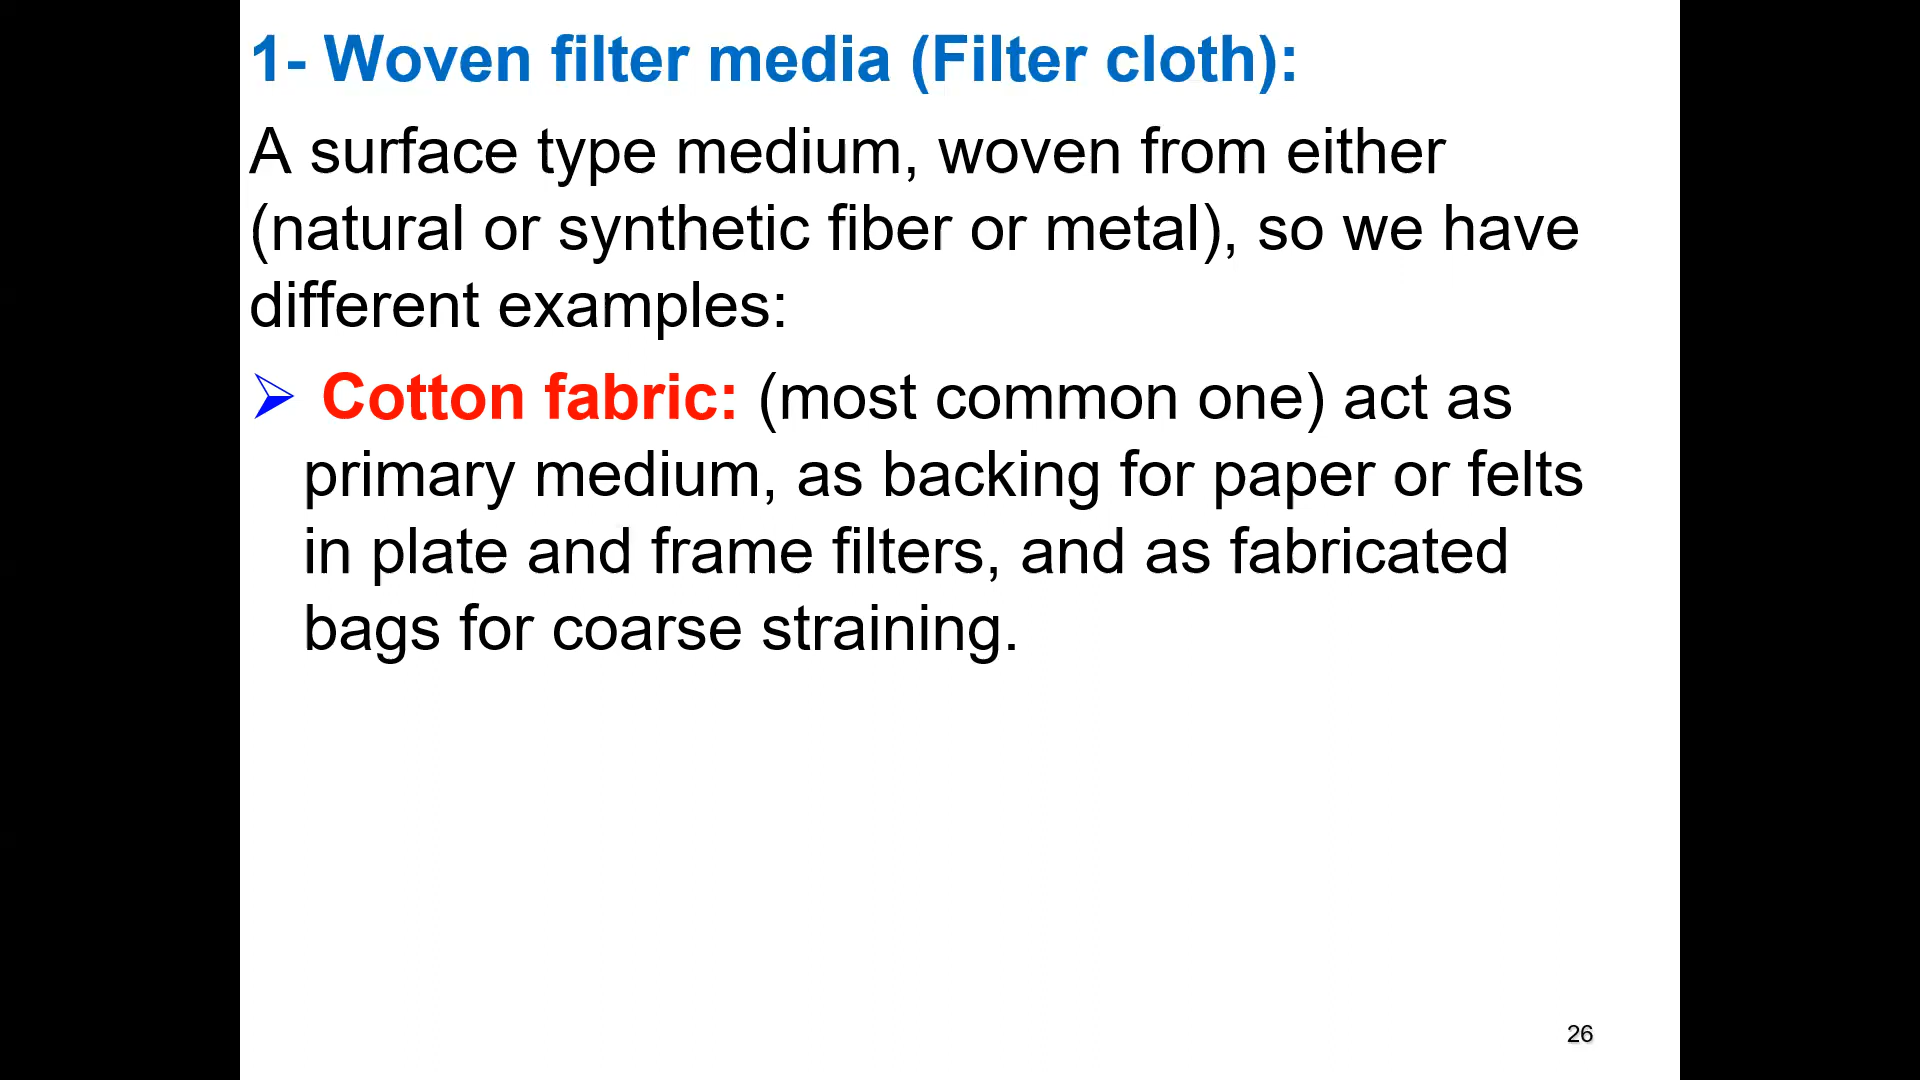 1- Woven filter media (Filter cloth):
A surface type medium, woven from either
(natural or synthetic fiber or metal), so we have
different examples:
➢ Cotton fabric: (most common one) act as
primary medium, as backing for paper or felts
in plate and frame filters, and as fabricated
bags for coarse straining.
26